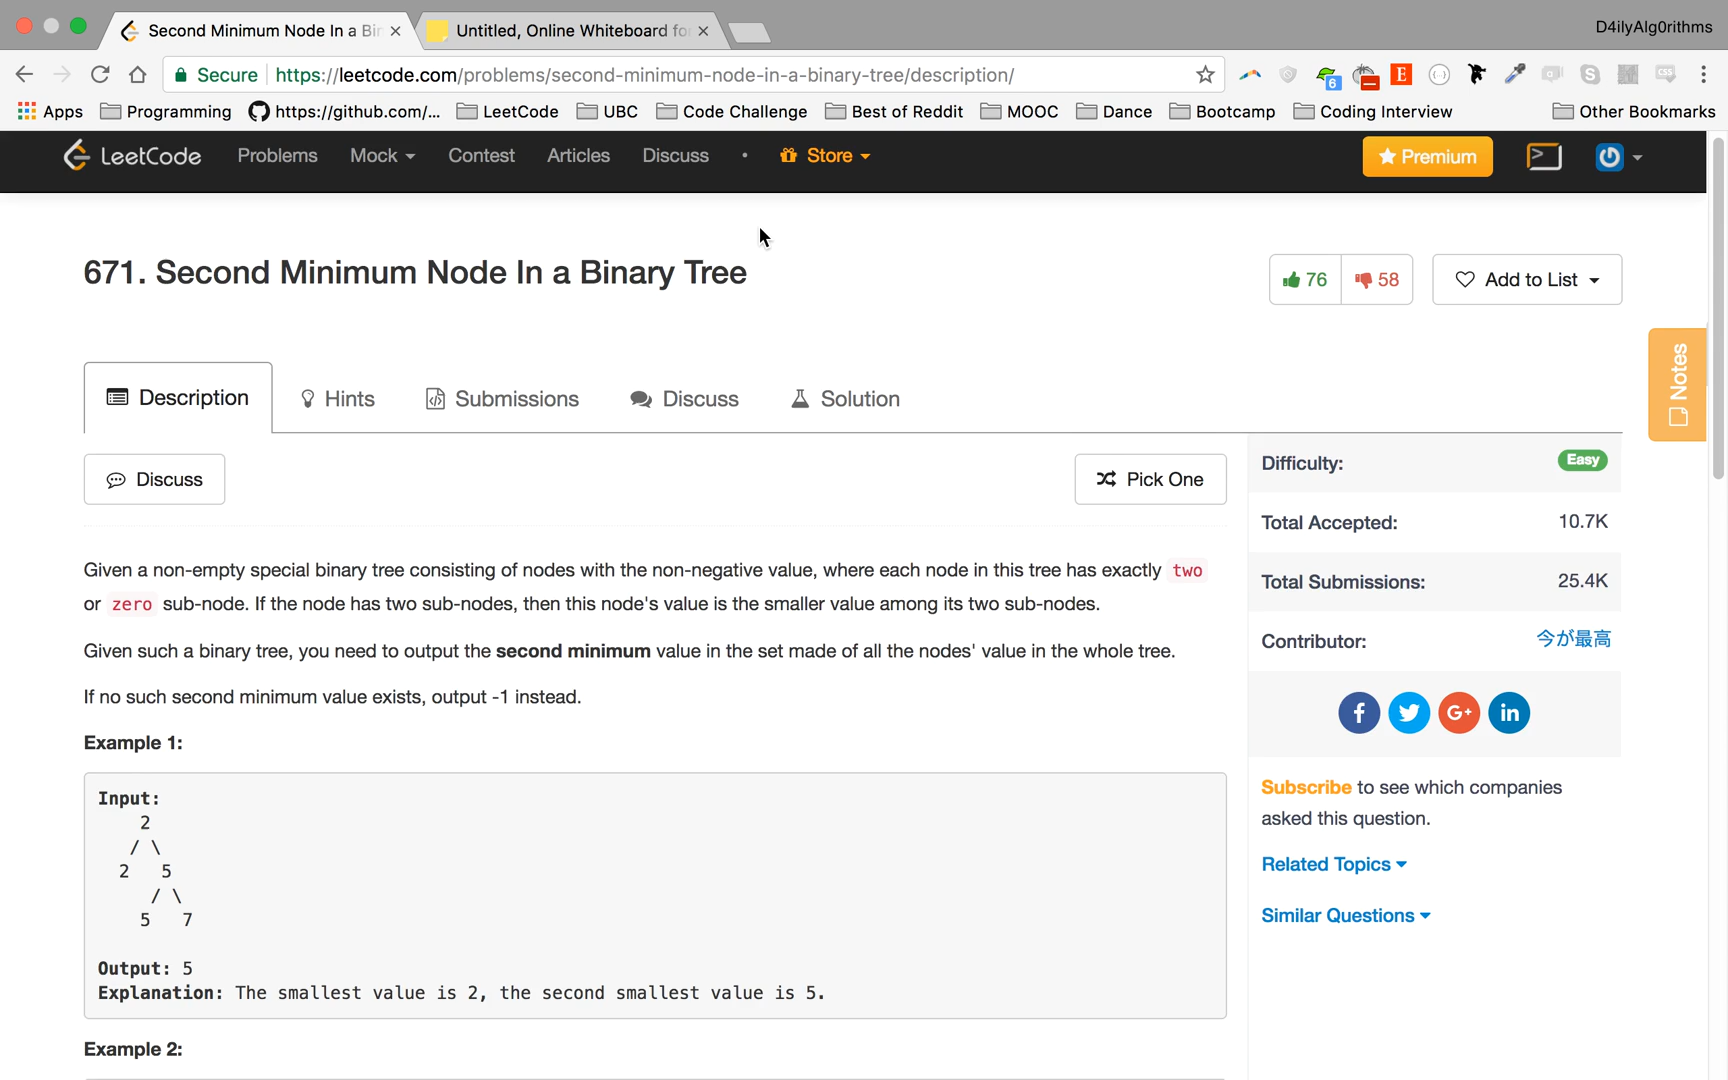 Second Minimum Node In a Bin
Untitled, Online Whiteboard for
D4ilyAlg0rithms
Secure
https://leetcode.com/problems/second-minimum-node-in-a-binary-tree/description/
Apps
Programming
https://github.com/...
LeetCode
UBC
Code Challenge
Best of Reddit
MOOC
Dance
Bootcamp
Coding Interview
Other Bookmarks
LeetCode
Problems
Mock
Contest
Articles
Discuss
Store
Premium
671. Second Minimum Node In a Binary Tree
76
58
Add to List
Notes
Description
Hints
Submissions
Discuss
Solution
Discuss
Pick One
Given a non-empty special binary tree consisting of nodes with the non-negative value, where each node in this tree has exactly two
or zero sub-node. If the node has two sub-nodes, then this node's value is the smaller value among its two sub-nodes.
Given such a binary tree, you need to output the second minimum value in the set made of all the nodes' value in the whole tree.
If no such second minimum value exists, output -1 instead.
Example 1:
Input:
2
/ \
2 5
/ \
5 7
Output: 5
Explanation: The smallest value is 2, the second smallest value is 5.
Example 2:
Difficulty: Easy
Total Accepted: 10.7K
Total Submissions: 25.4K
Contributor: 今が最高
Subscribe to see which companies
asked this question.
Related Topics
Similar Questions